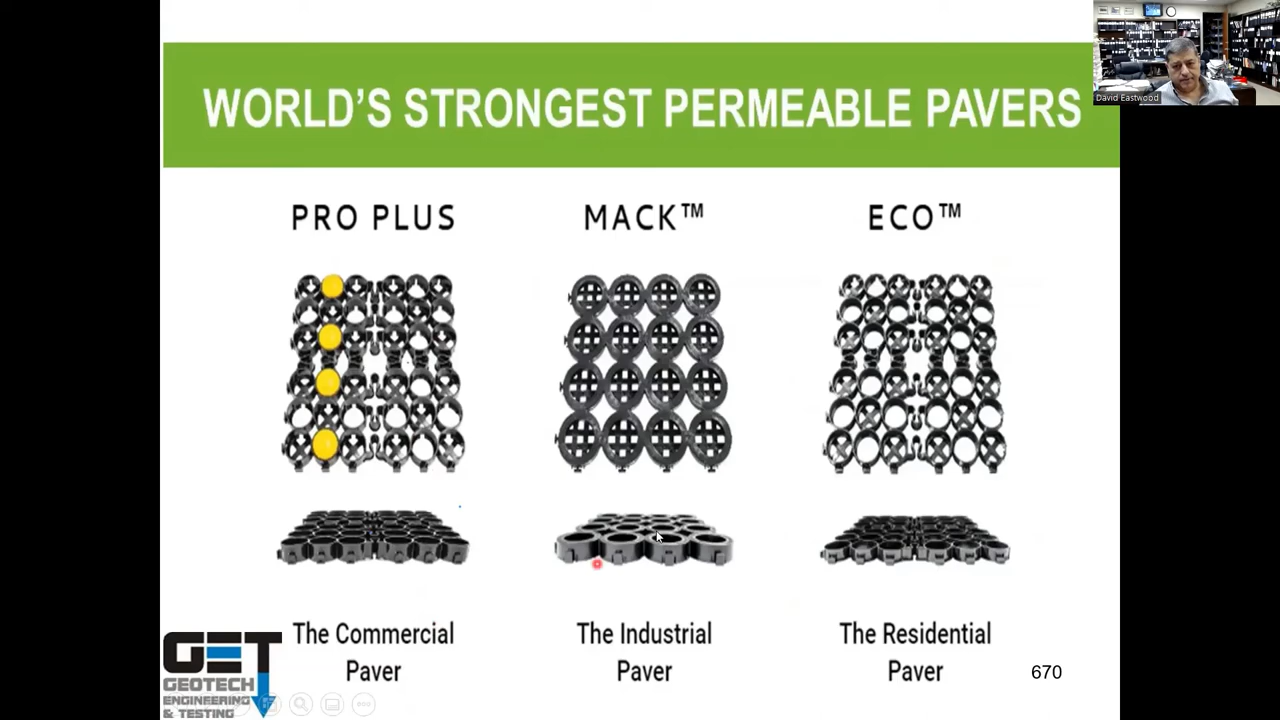 WORLD'S STRONGEST PERMEABLE PAVERS
David Eastwood
PRO PLUS
MACK™
ECO™
The Commercial
Paver
The Industrial
Paver
The Residential
Paver
670
GET
GEOTECH
ENGINEERING
& TESTING